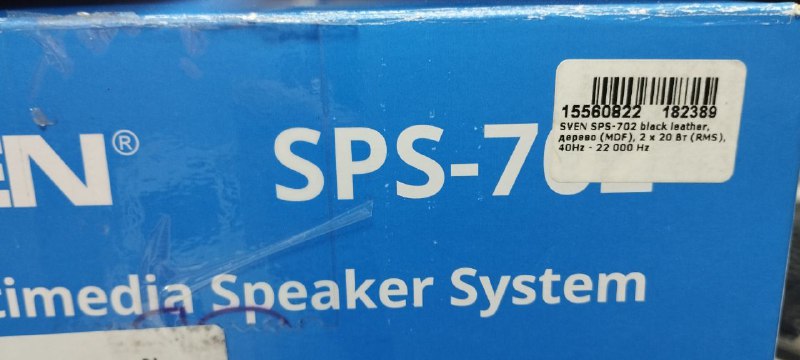 EN®
SPS-70
15560822 182389
SVEN SPS-702 black leather,
дерево (MDF), 2 x 20 Вт (RMS),
40Hz - 22 000 Hz
timedia Speaker System